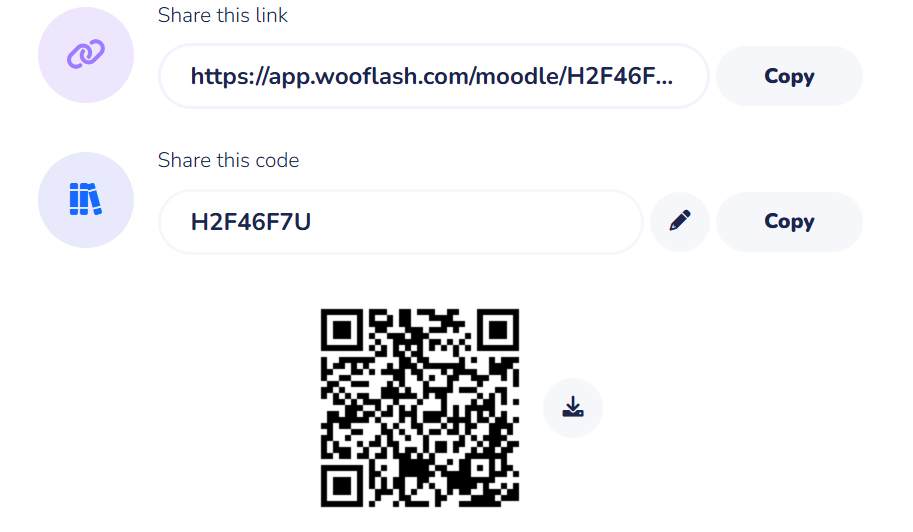 Share this link
https://app.wooflash.com/moodle/H2F46F...
Copy
Share this code
H2F46F7U
Copy